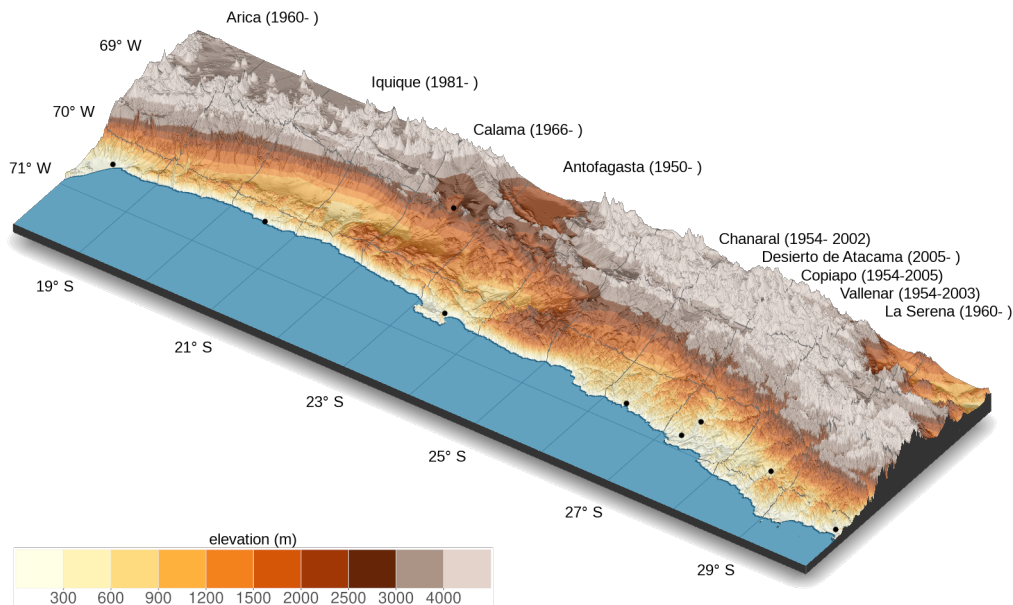 Arica (1960- )
69° W
Iquique (1981- )
70° W
Calama (1966- )
Antofagasta (1950- )
71° W
Chanaral (1954- 2002)
Desierto de Atacama (2005- )
Copiapo (1954-2005)
Vallenar (1954-2003)
La Serena (1960- )
19° S
21° S
23° S
25° S
27° S
29° S
elevation (m)
300 600 900 1200 1500 2000 2500 3000 4000